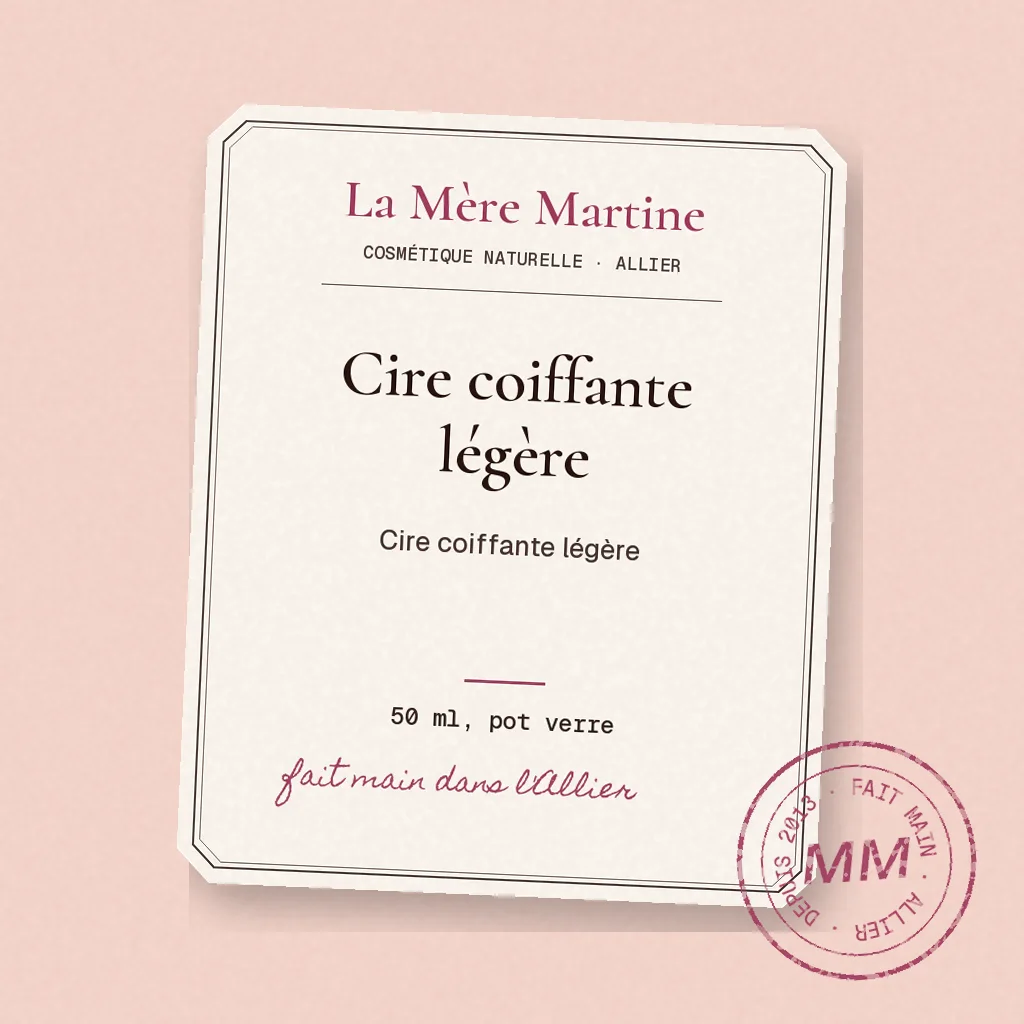 La Mère Martine
COSMÉTIQUE NATURELLE · ALLIER
Cire coiffante
légère
Cire coiffante légère
50 ml, pot verre
fait main dans l'Allier
DEPUIS 2013 · FAIT MAIN · ALLIER ·
MM